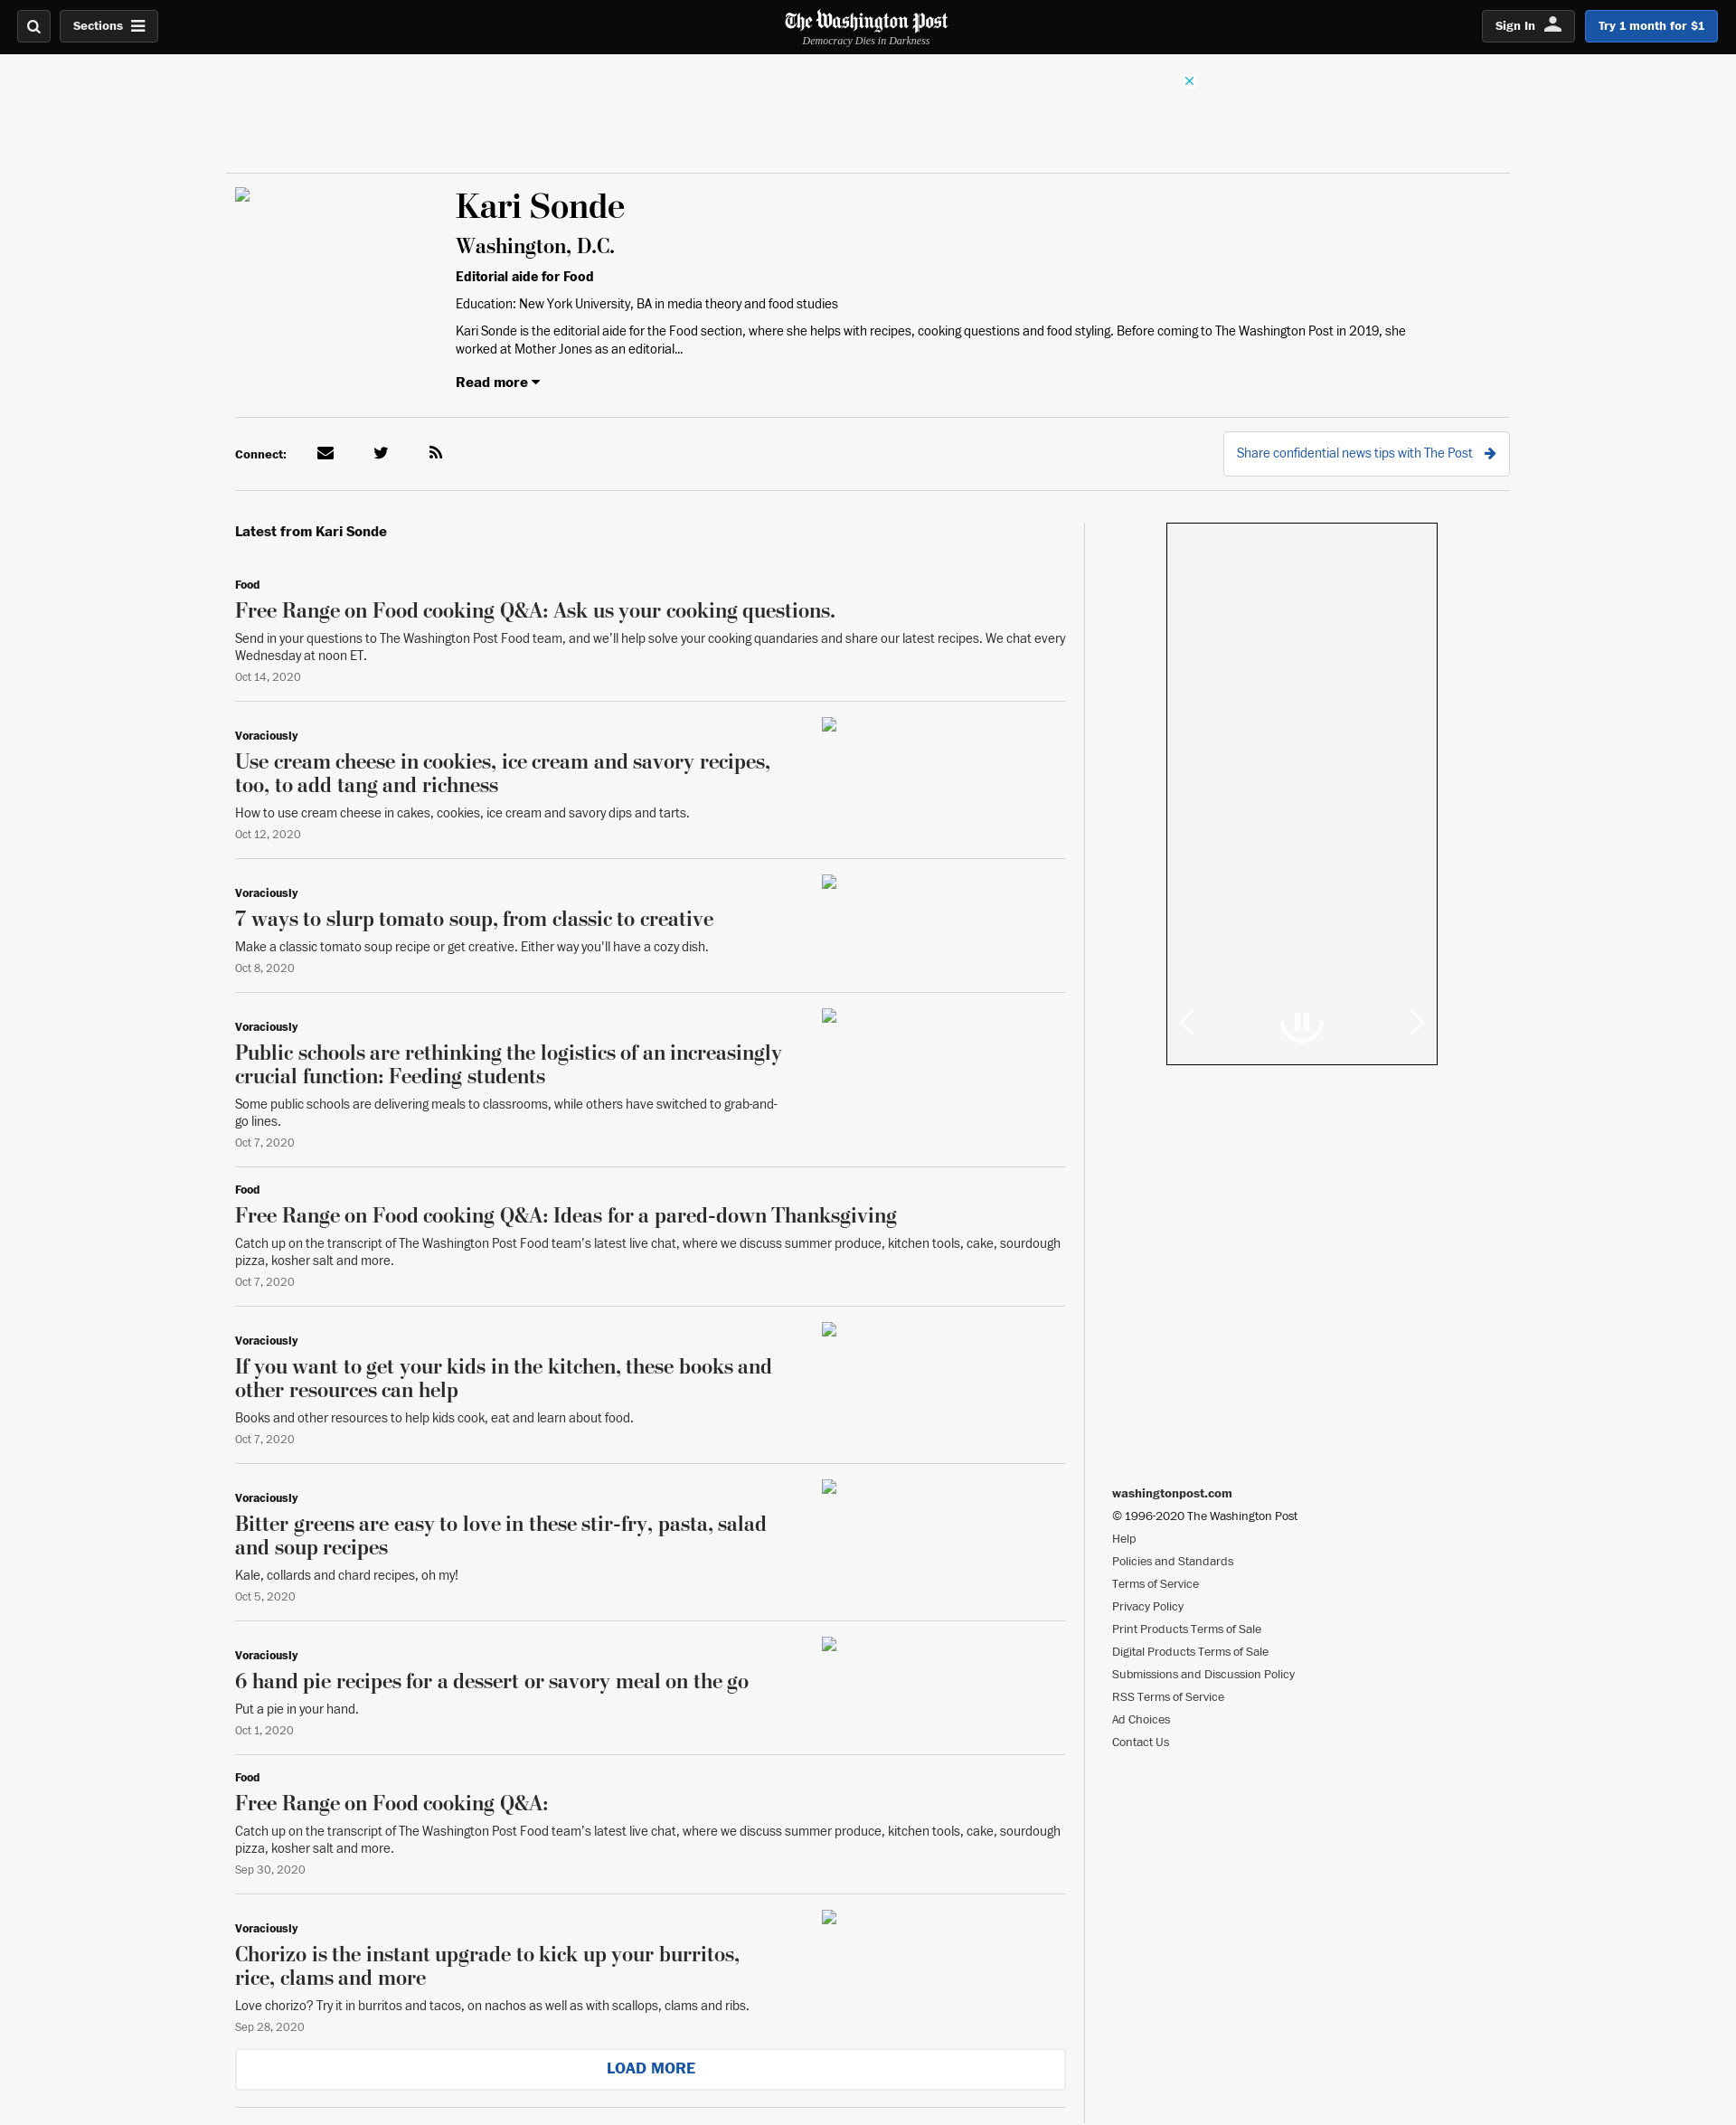 Sections
The Washington Post
Democracy Dies in Darkness
Sign In
Try 1 month for $1
Kari Sonde
Washington, D.C.
Editorial aide for Food
Education: New York University, BA in media theory and food studies
Kari Sonde is the editorial aide for the Food section, where she helps with recipes, cooking questions and food styling. Before coming to The Washington Post in 2019, she
worked at Mother Jones as an editorial...
Read more
Connect:
Share confidential news tips with The Post
Latest from Kari Sonde
Food
Free Range on Food cooking Q&A: Ask us your cooking questions.
Send in your questions to The Washington Post Food team, and we’ll help solve your cooking quandaries and share our latest recipes. We chat every
Wednesday at noon ET.
Oct 14, 2020
Voraciously
Use cream cheese in cookies, ice cream and savory recipes,
too, to add tang and richness
How to use cream cheese in cakes, cookies, ice cream and savory dips and tarts.
Oct 12, 2020
Voraciously
7 ways to slurp tomato soup, from classic to creative
Make a classic tomato soup recipe or get creative. Either way you'll have a cozy dish.
Oct 8, 2020
Voraciously
Public schools are rethinking the logistics of an increasingly
crucial function: Feeding students
Some public schools are delivering meals to classrooms, while others have switched to grab-and-
go lines.
Oct 7, 2020
Food
Free Range on Food cooking Q&A: Ideas for a pared-down Thanksgiving
Catch up on the transcript of The Washington Post Food team’s latest live chat, where we discuss summer produce, kitchen tools, cake, sourdough
pizza, kosher salt and more.
Oct 7, 2020
Voraciously
If you want to get your kids in the kitchen, these books and
other resources can help
Books and other resources to help kids cook, eat and learn about food.
Oct 7, 2020
Voraciously
Bitter greens are easy to love in these stir-fry, pasta, salad
and soup recipes
Kale, collards and chard recipes, oh my!
Oct 5, 2020
Voraciously
6 hand pie recipes for a dessert or savory meal on the go
Put a pie in your hand.
Oct 1, 2020
Food
Free Range on Food cooking Q&A:
Catch up on the transcript of The Washington Post Food team’s latest live chat, where we discuss summer produce, kitchen tools, cake, sourdough
pizza, kosher salt and more.
Sep 30, 2020
Voraciously
Chorizo is the instant upgrade to kick up your burritos,
rice, clams and more
Love chorizo? Try it in burritos and tacos, on nachos as well as with scallops, clams and ribs.
Sep 28, 2020
LOAD MORE
washingtonpost.com
© 1996-2020 The Washington Post
Help
Policies and Standards
Terms of Service
Privacy Policy
Print Products Terms of Sale
Digital Products Terms of Sale
Submissions and Discussion Policy
RSS Terms of Service
Ad Choices
Contact Us